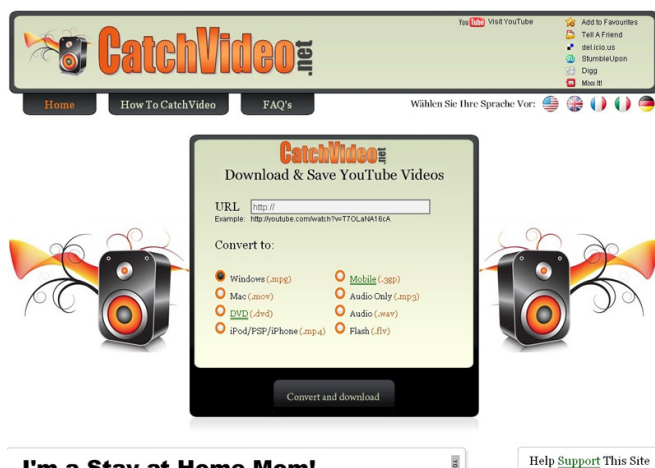 CatchVideo.net
You Tube Visit YouTube
Add to Favourites
Tell A Friend
del.icio.us
StumbleUpon
Digg
Mixx It!
Home
How To CatchVideo
FAQ's
Wählen Sie Ihre Sprache Vor:
CatchVideo.net
Download & Save YouTube Videos
URL http://
Example: http://youtube.com/watch?v=T7OLaNA16cA
Convert to:
Windows (.mpg)
Mobile (.3gp)
Mac (.mov)
Audio Only (.mp3)
DVD (.dvd)
Audio (.wav)
iPod/PSP/iPhone (.mp4)
Flash (.flv)
Convert and download
I'm a Stay at Home Mom!
Help Support This Site